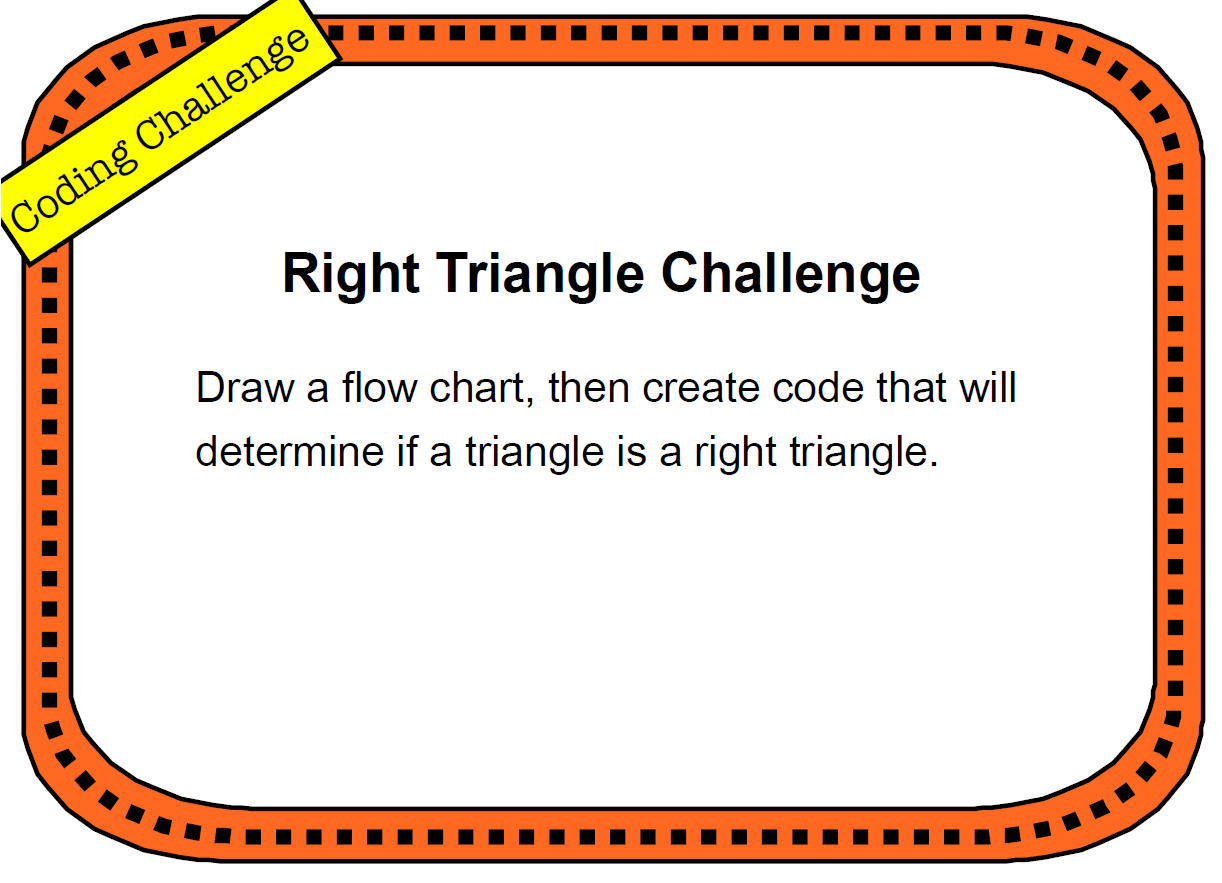 Coding Challenge
Right Triangle Challenge
Draw a flow chart, then create code that will
determine if a triangle is a right triangle.